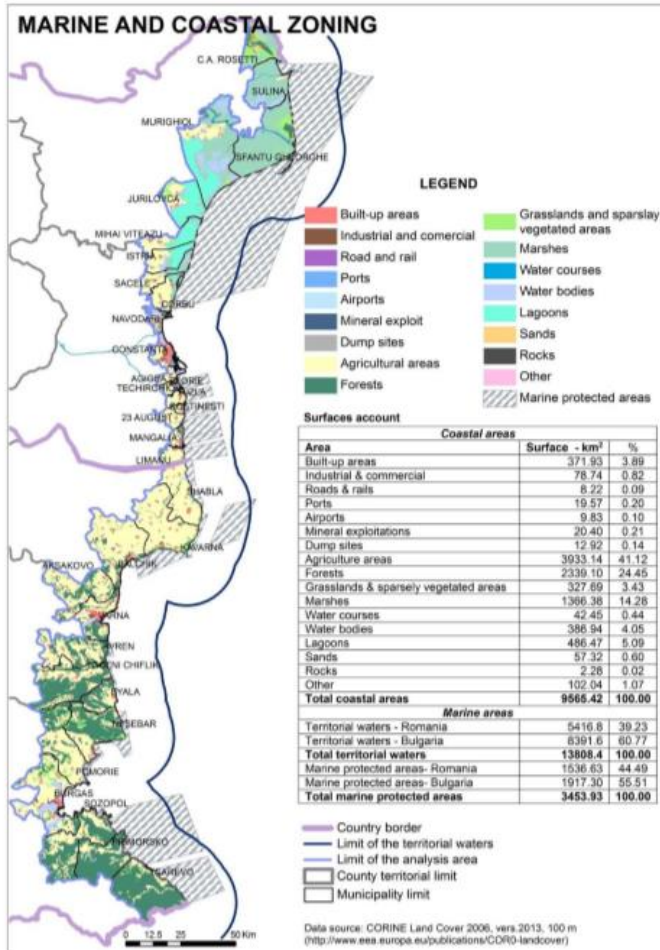 MARINE AND COASTAL ZONING
C.A. ROSETTI
SULINA
MURIGHIOL
SFANTU GHEORGHE
JURILOVCA
MIHAI VITEAZU
ISTRIA
SACELE
CORBU
NAVODARI
CONSTANTA
AGIGEA
TECHIRGHIOL
COSTINESTI
23 AUGUST
MANGALIA
LIMANU
SHABLA
KAVARNA
BALCHIK
AKSAKOVO
VARNA
AVREN
DOLNI CHIFLIK
BYALA
NESEBAR
POMORIE
BURGAS
SOZOPOL
PRIMORSKO
TSAREVO
0 12.5 25 50 Km
LEGEND
Built-up areas
Industrial and comercial
Road and rail
Ports
Airports
Mineral exploit
Dump sites
Agricultural areas
Forests
Grasslands and sparslay
vegetated areas
Marshes
Water courses
Water bodies
Lagoons
Sands
Rocks
Other
Marine protected areas
Surfaces account
Coastal areas
Area Surface - km² %
Built-up areas 371.93 3.89
Industrial & commercial 78.74 0.82
Roads & rails 8.22 0.09
Ports 19.57 0.20
Airports 9.83 0.10
Mineral exploitations 20.40 0.21
Dump sites 12.92 0.14
Agriculture areas 3933.14 41.12
Forests 2339.10 24.45
Grasslands & sparsely vegetated areas 327.69 3.43
Marshes 1366.38 14.28
Water courses 42.45 0.44
Water bodies 386.94 4.05
Lagoons 486.47 5.09
Sands 57.32 0.60
Rocks 2.28 0.02
Other 102.04 1.07
Total coastal areas 9565.42 100.00
Marine areas
Territorial waters - Romania 5416.8 39.23
Territorial waters - Bulgaria 8391.6 60.77
Total territorial waters 13808.4 100.00
Marine protected areas- Romania 1536.63 44.49
Marine protected areas- Bulgaria 1917.30 55.51
Total marine protected areas 3453.93 100.00
Country border
Limit of the territorial waters
Limit of the analysis area
County territorial limit
Municipality limit
Data source: CORINE Land Cover 2006, vers.2013, 100 m
(http://www.eea.europa.eu/publications/CDR0-landcover)